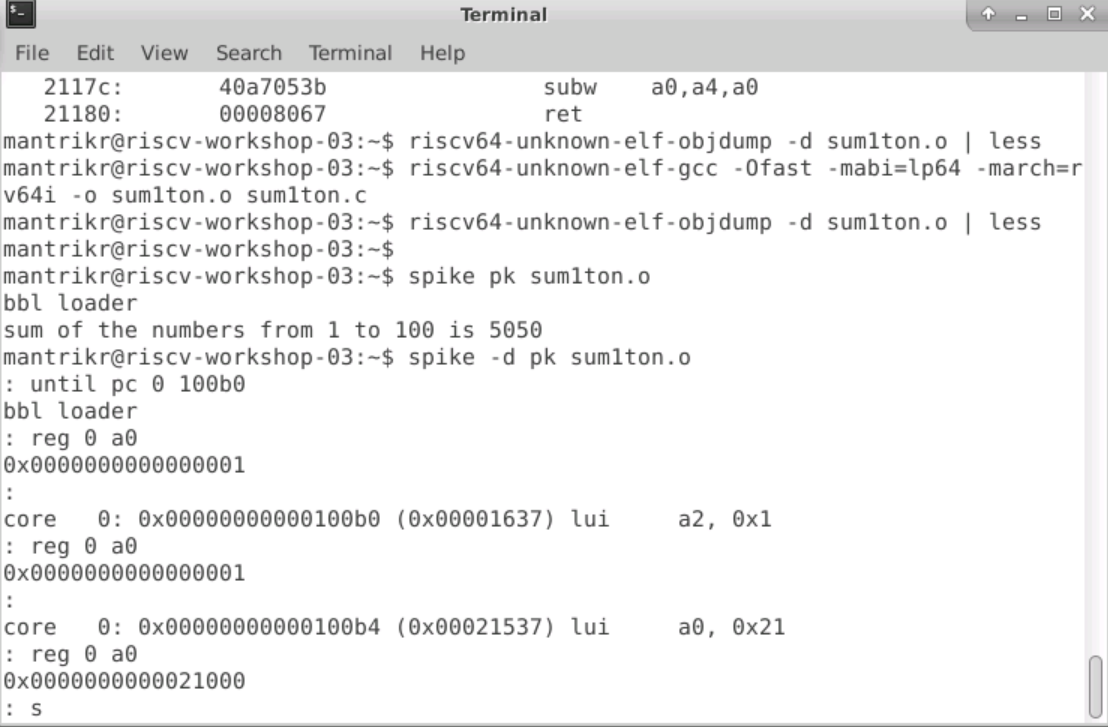 Terminal
File Edit View Search Terminal Help
2117c: 40a7053b subw a0,a4,a0
21180: 00008067 ret
mantrikr@riscv-workshop-03:~$ riscv64-unknown-elf-objdump -d sum1ton.o | less
mantrikr@riscv-workshop-03:~$ riscv64-unknown-elf-gcc -Ofast -mabi=lp64 -march=r
v64i -o sum1ton.o sum1ton.c
mantrikr@riscv-workshop-03:~$ riscv64-unknown-elf-objdump -d sum1ton.o | less
mantrikr@riscv-workshop-03:~$
mantrikr@riscv-workshop-03:~$ spike pk sum1ton.o
bbl loader
sum of the numbers from 1 to 100 is 5050
mantrikr@riscv-workshop-03:~$ spike -d pk sum1ton.o
: until pc 0 100b0
bbl loader
: reg 0 a0
0x0000000000000001
:
core 0: 0x00000000000100b0 (0x00001637) lui a2, 0x1
: reg 0 a0
0x0000000000000001
:
core 0: 0x00000000000100b4 (0x00021537) lui a0, 0x21
: reg 0 a0
0x0000000000021000
: s